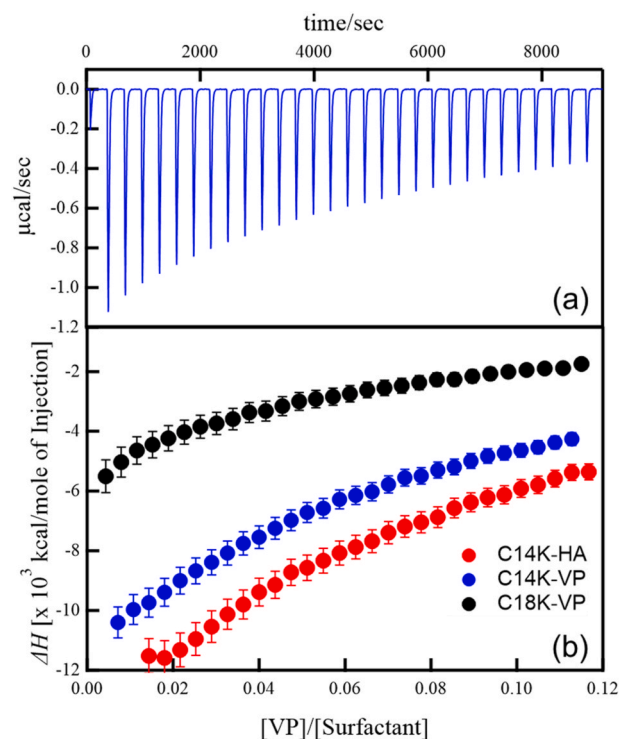 time/sec
0 2000 4000 6000 8000
0.0
-0.2
-0.4
-0.6
-0.8
-1.0
-1.2
μcal/sec
(a)
-2
-4
-6
-8
-10
-12
ΔH [x 10³ kcal/mole of Injection]
C14K-HA
C14K-VP
C18K-VP
(b)
0.00 0.02 0.04 0.06 0.08 0.10 0.12
[VP]/[Surfactant]